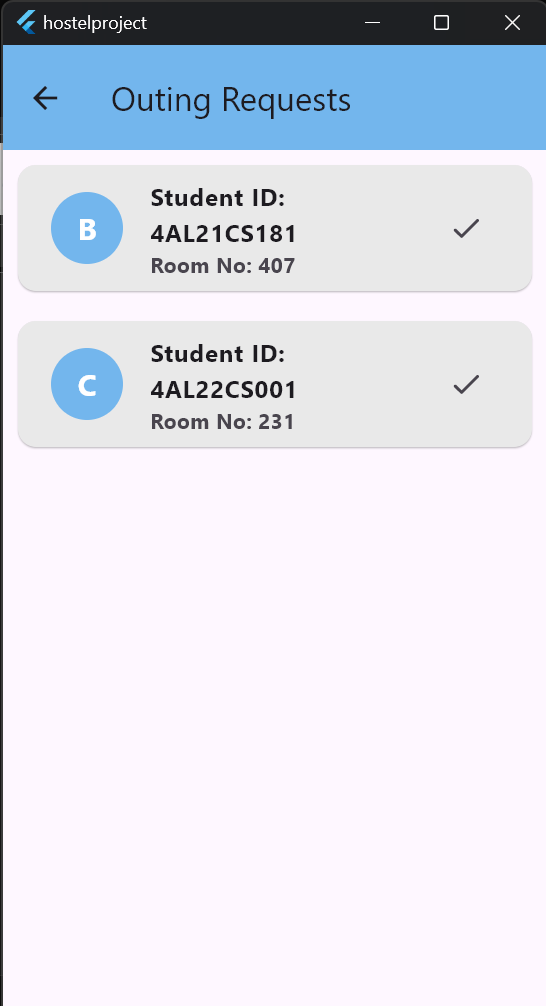 hostelproject
Outing Requests
B
Student ID:
4AL21CS181
Room No: 407
C
Student ID:
4AL22CS001
Room No: 231